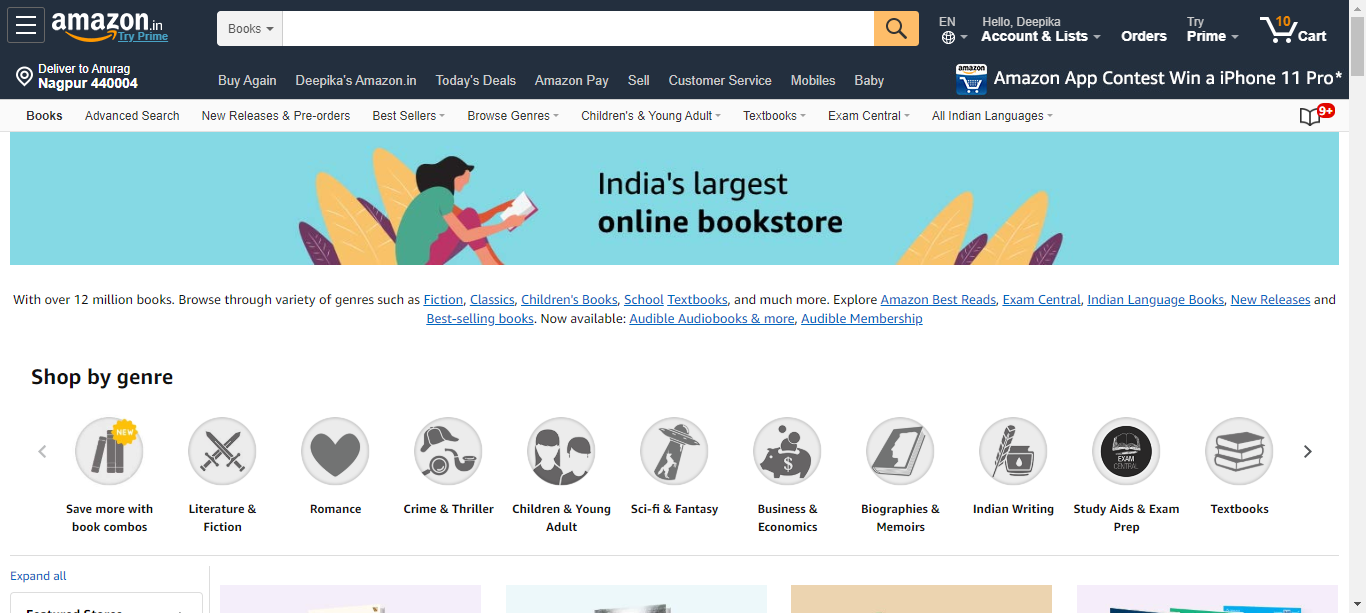 amazon.in
Try Prime
Books
EN
Hello, Deepika
Account & Lists
Orders
Try
Prime
10
Cart
Deliver to Anurag
Nagpur 440004
Buy Again
Deepika's Amazon.in
Today's Deals
Amazon Pay
Sell
Customer Service
Mobiles
Baby
amazon
Amazon App Contest Win a iPhone 11 Pro*
Books
Advanced Search
New Releases & Pre-orders
Best Sellers
Browse Genres
Children's & Young Adult
Textbooks
Exam Central
All Indian Languages
9+
India's largest
online bookstore
With over 12 million books. Browse through variety of genres such as Fiction, Classics, Children's Books, School Textbooks, and much more. Explore Amazon Best Reads, Exam Central, Indian Language Books, New Releases and
Best-selling books. Now available: Audible Audiobooks & more, Audible Membership
Shop by genre
NEW
$
EXAM
CENTRAL
Save more with
book combos
Literature &
Fiction
Romance
Crime & Thriller
Children & Young
Adult
Sci-fi & Fantasy
Business &
Economics
Biographies &
Memoirs
Indian Writing
Study Aids & Exam
Prep
Textbooks
Expand all
Featured Stores